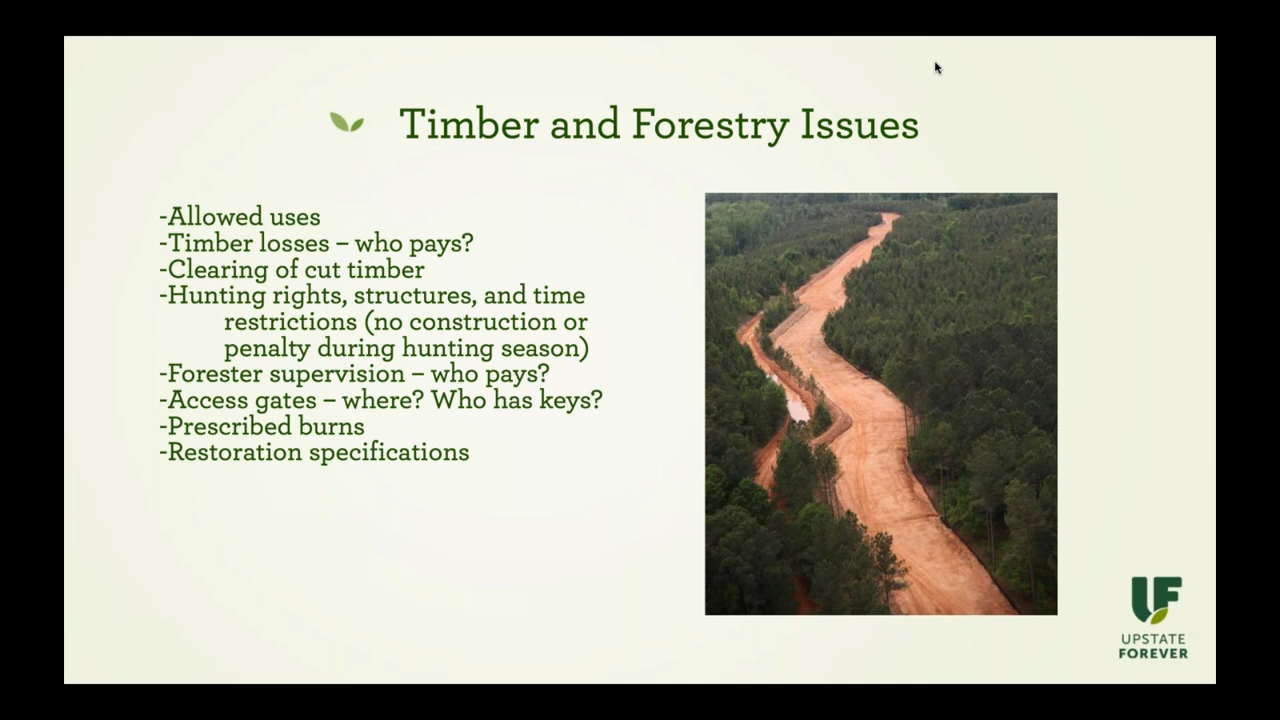 Timber and Forestry Issues
-Allowed uses
-Timber losses – who pays?
-Clearing of cut timber
-Hunting rights, structures, and time
restrictions (no construction or
penalty during hunting season)
-Forester supervision – who pays?
-Access gates – where? Who has keys?
-Prescribed burns
-Restoration specifications
UF
UPSTATE
FOREVER